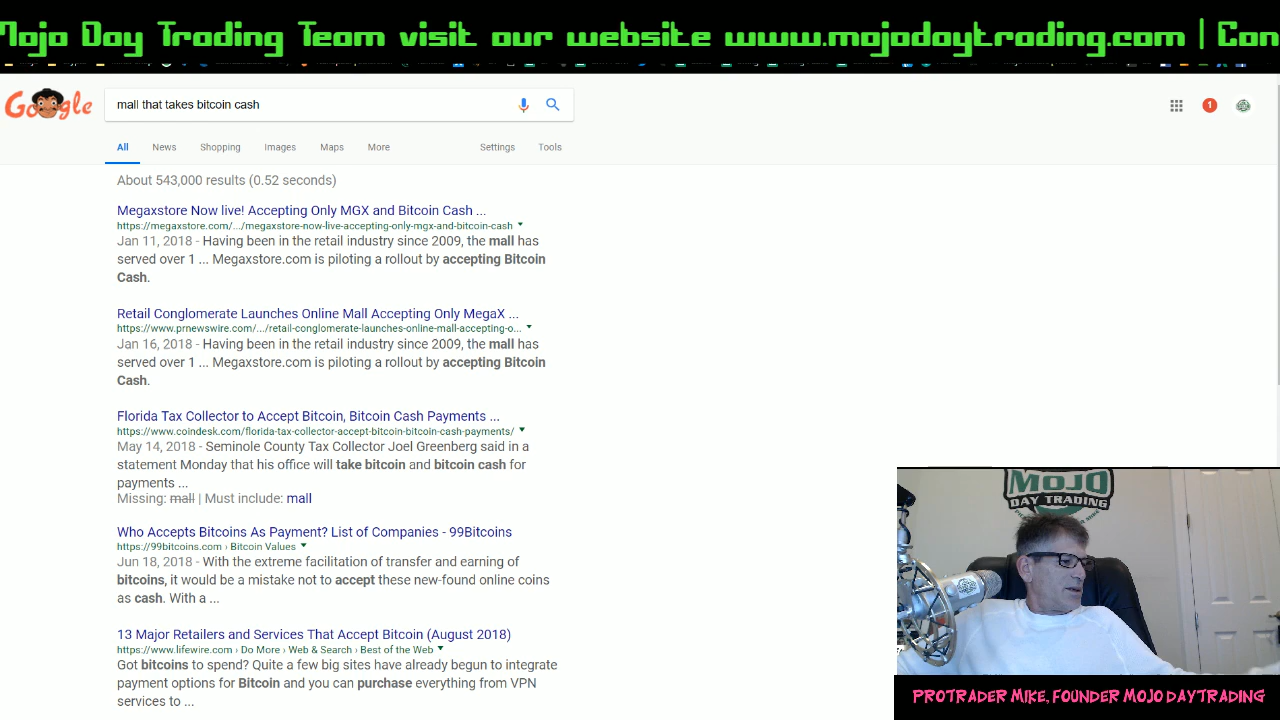 Mojo Day Trading Team visit our website www.mojodaytrading.com | Con
Google
mall that takes bitcoin cash
1
All News Shopping Images Maps More Settings Tools
About 543,000 results (0.52 seconds)
Megaxstore Now live! Accepting Only MGX and Bitcoin Cash ...
https://megaxstore.com/.../megaxstore-now-live-accepting-only-mgx-and-bitcoin-cash
Jan 11, 2018 - Having been in the retail industry since 2009, the mall has
served over 1 ... Megaxstore.com is piloting a rollout by accepting Bitcoin
Cash.
Retail Conglomerate Launches Online Mall Accepting Only MegaX ...
https://www.prnewswire.com/.../retail-conglomerate-launches-online-mall-accepting-o...
Jan 16, 2018 - Having been in the retail industry since 2009, the mall has
served over 1 ... Megaxstore.com is piloting a rollout by accepting Bitcoin
Cash.
Florida Tax Collector to Accept Bitcoin, Bitcoin Cash Payments ...
https://www.coindesk.com/florida-tax-collector-accept-bitcoin-bitcoin-cash-payments/
May 14, 2018 - Seminole County Tax Collector Joel Greenberg said in a
statement Monday that his office will take bitcoin and bitcoin cash for
payments ...
Missing: mall | Must include: mall
Who Accepts Bitcoins As Payment? List of Companies - 99Bitcoins
https://99bitcoins.com › Bitcoin Values
Jun 18, 2018 - With the extreme facilitation of transfer and earning of
bitcoins, it would be a mistake not to accept these new-found online coins
as cash. With a ...
13 Major Retailers and Services That Accept Bitcoin (August 2018)
https://www.lifewire.com › Do More › Web & Search › Best of the Web
Got bitcoins to spend? Quite a few big sites have already begun to integrate
payment options for Bitcoin and you can purchase everything from VPN
services to ...
MOJO
DAY TRADING
PROTRADER MIKE, FOUNDER MOJO DAYTRADING